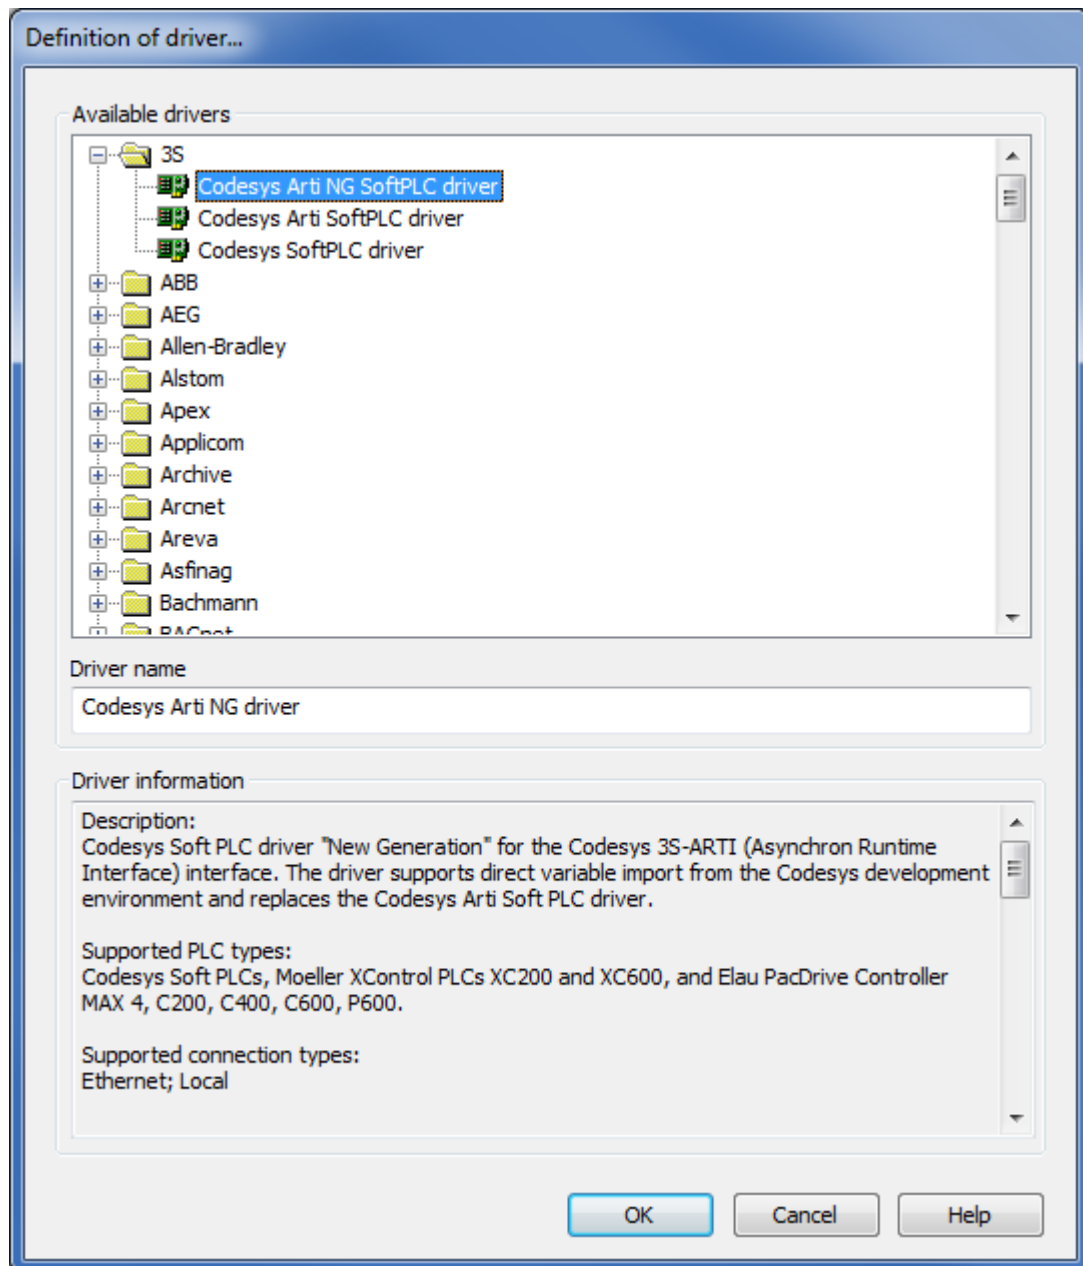 Definition of driver...
Available drivers
3S
Codesys Arti NG SoftPLC driver
Codesys Arti SoftPLC driver
Codesys SoftPLC driver
ABB
AEG
Allen-Bradley
Alstom
Apex
Applicom
Archive
Arcnet
Areva
Asfinag
Bachmann
BACnet
Driver name
Codesys Arti NG driver
Driver information
Description:
Codesys Soft PLC driver "New Generation" for the Codesys 3S-ARTI (Asynchron Runtime
Interface) interface. The driver supports direct variable import from the Codesys development
environment and replaces the Codesys Arti Soft PLC driver.
Supported PLC types:
Codesys Soft PLCs, Moeller XControl PLCs XC200 and XC600, and Elau PacDrive Controller
MAX 4, C200, C400, C600, P600.
Supported connection types:
Ethernet; Local
OK Cancel Help